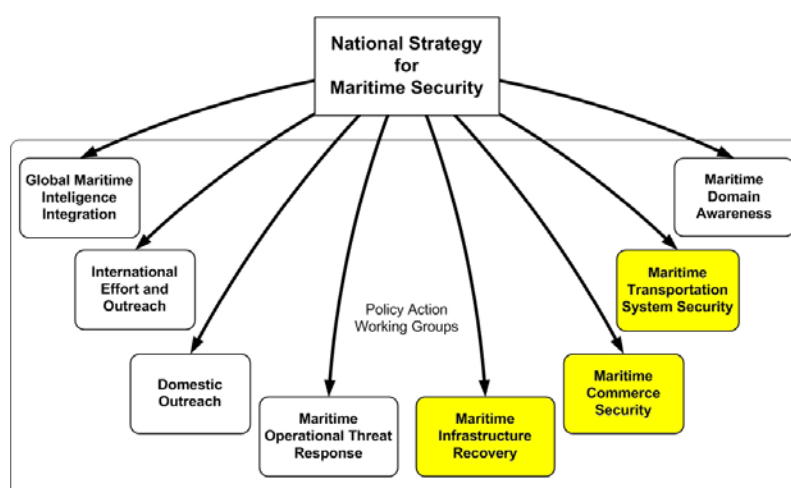 National Strategy
for
Maritime Security
Global Maritime
Inteligence
Integration
Maritime
Domain
Awareness
International
Effort and
Outreach
Maritime
Transportation
System Security
Policy Action
Working Groups
Domestic
Outreach
Maritime
Commerce
Security
Maritime
Operational Threat
Response
Maritime
Infrastructure
Recovery